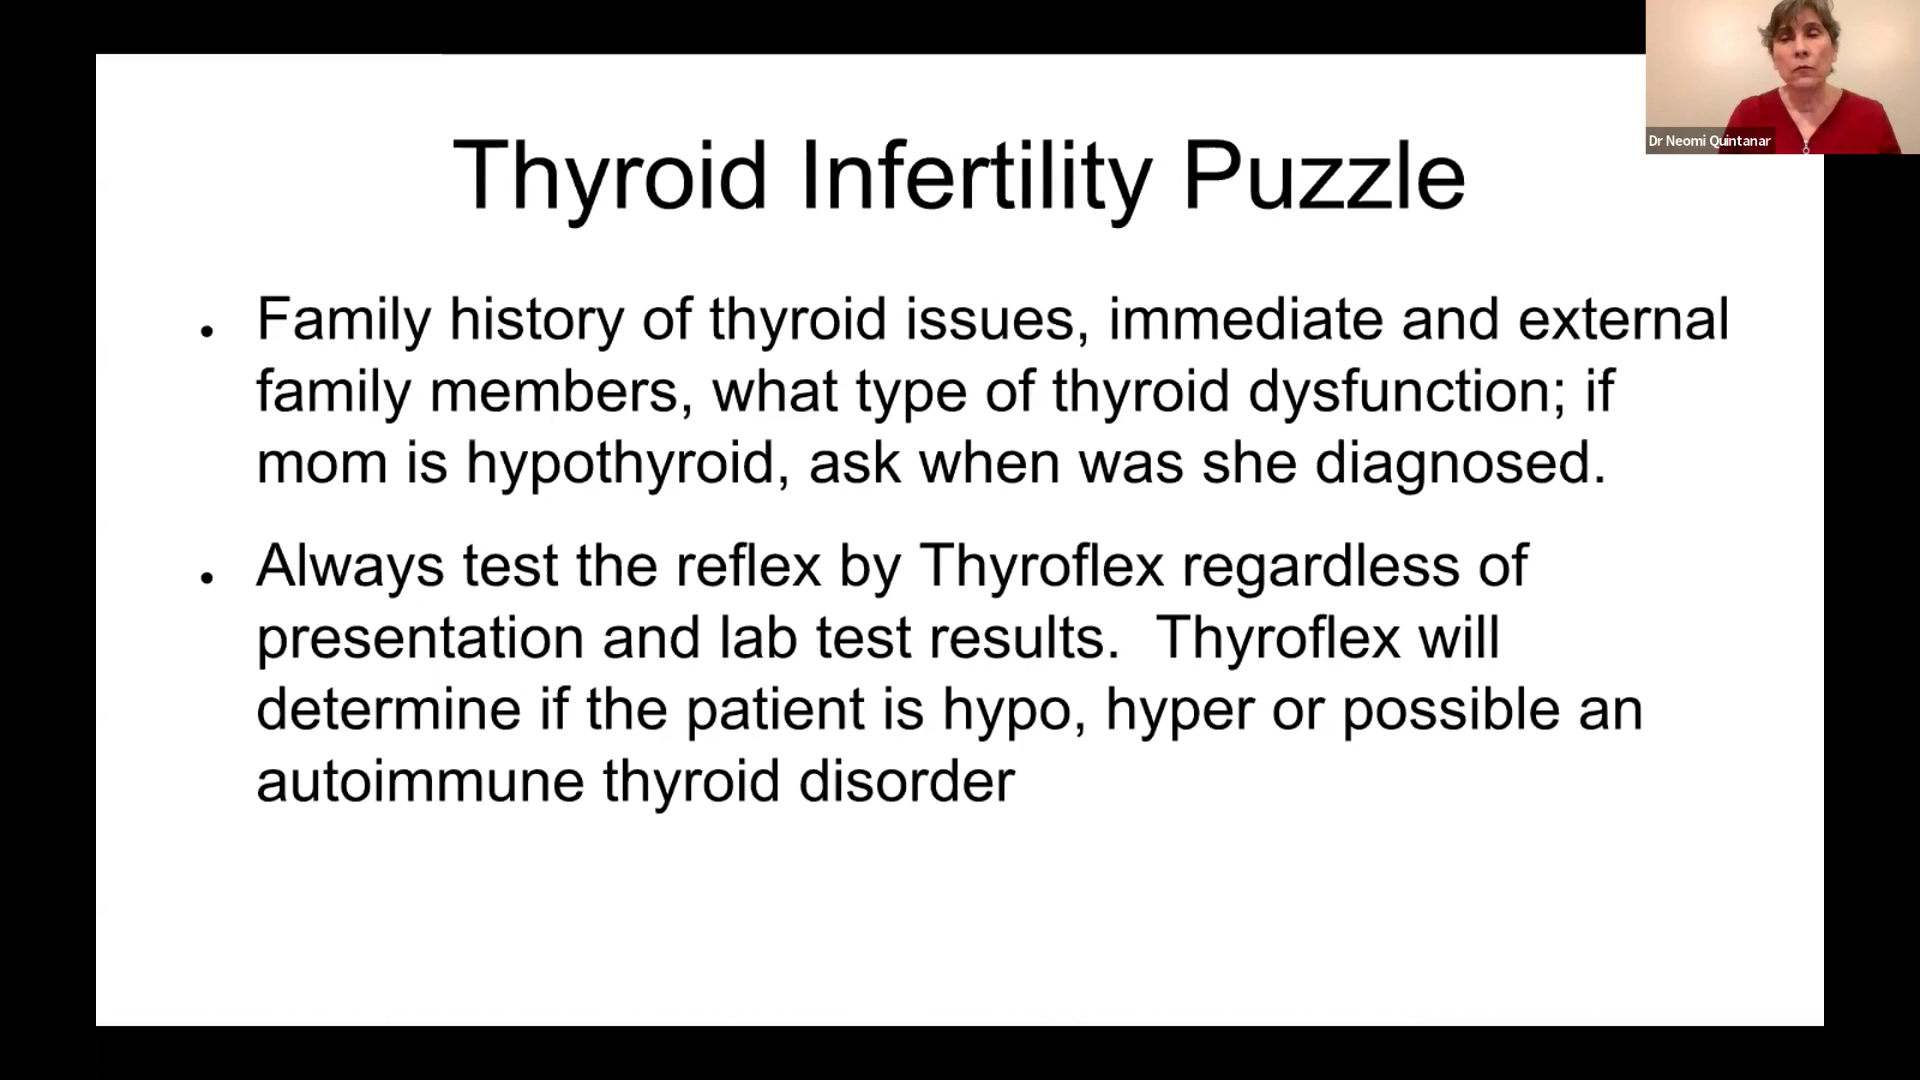 Thyroid Infertility Puzzle
• Family history of thyroid issues, immediate and external
family members, what type of thyroid dysfunction; if
mom is hypothyroid, ask when was she diagnosed.
• Always test the reflex by Thyroflex regardless of
presentation and lab test results.  Thyroflex will
determine if the patient is hypo, hyper or possible an
autoimmune thyroid disorder
Dr Neomi Quintanar